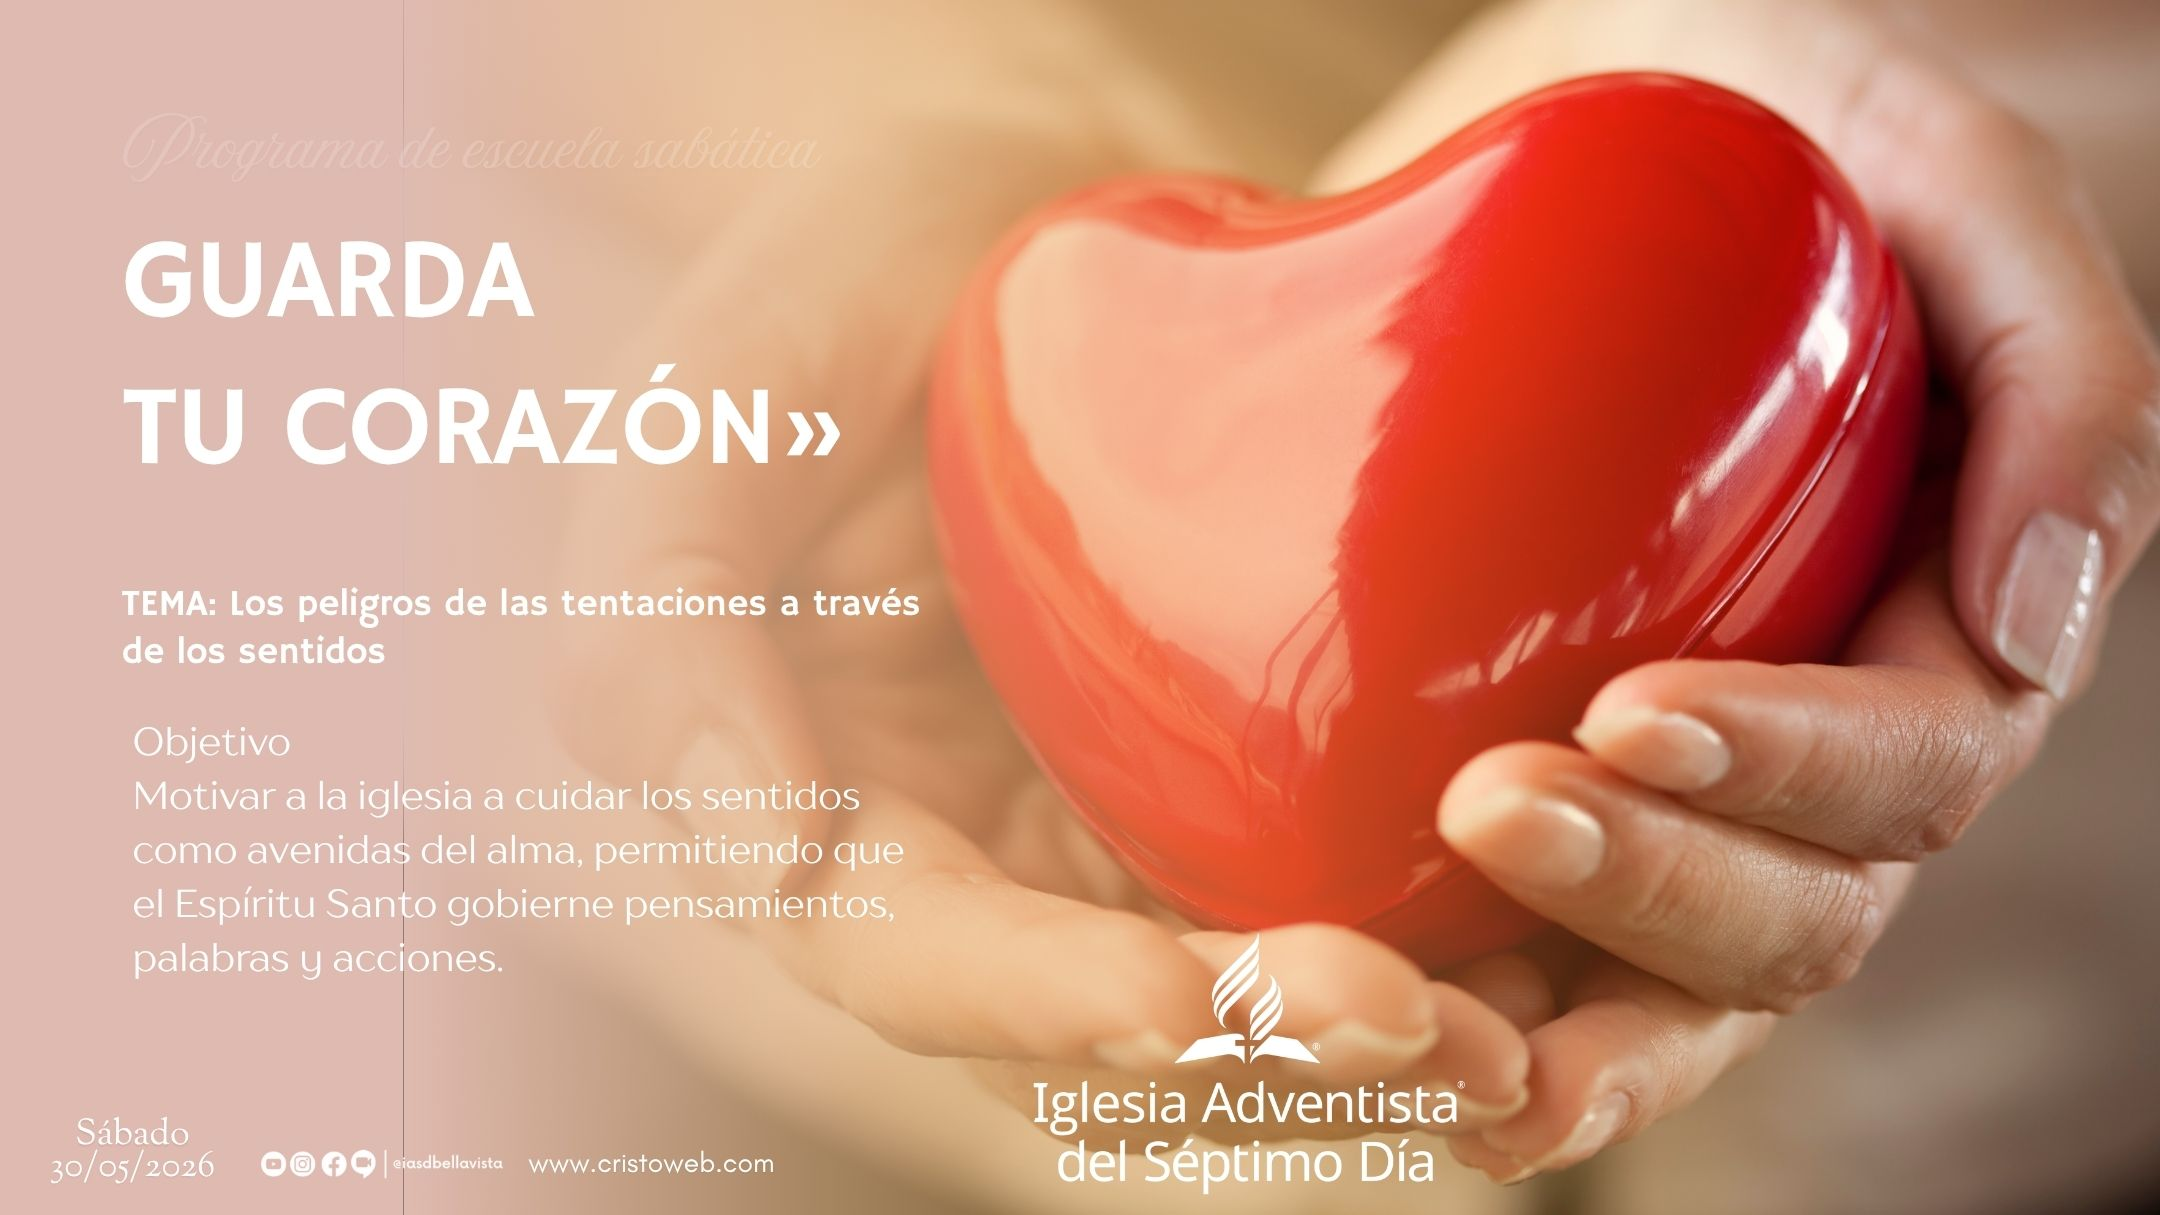 Programa de escuela sabática
GUARDA
TU CORAZÓN»
TEMA: Los peligros de las tentaciones a través
de los sentidos
Objetivo
Motivar a la iglesia a cuidar los sentidos
como avenidas del alma, permitiendo que
el Espíritu Santo gobierne pensamientos,
palabras y acciones.
Iglesia Adventista®
del Séptimo Día
Sábado
30/05/2026
@iasdbellavista
www.cristoweb.com